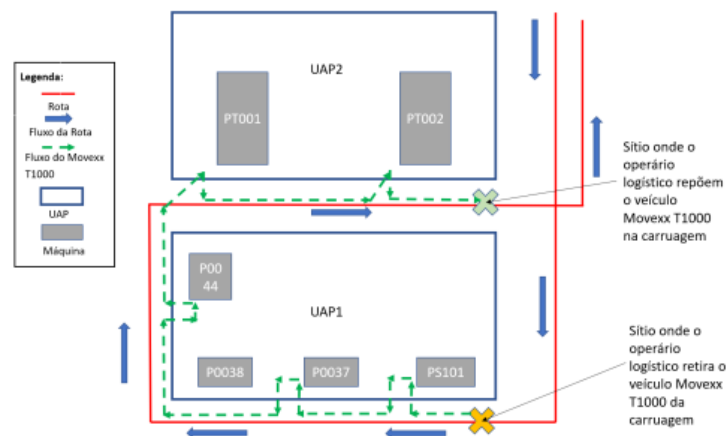 Legenda:
Rota
Fluxo da Rota
Fluxo do Movexx
T1000
UAP
Máquina
UAP2
PT001
PT002
Sítio onde o
operário
logístico repõem
o veículo
Movexx T1000
na carruagem
P00
44
UAP1
P0038
P0037
PS101
Sítio onde o
operário
logístico retira o
veículo Movexx
T1000 da
carruagem